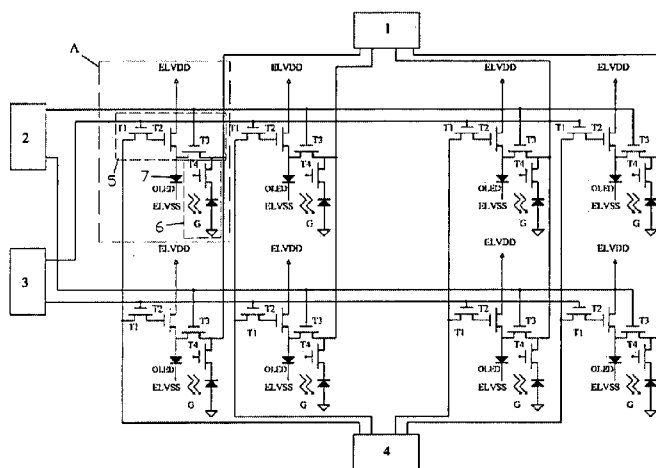 1
A
ELVDD ELVDD ELVDD ELVDD
2
T1 T2 T3 T1 T2 T3 T1 T2 T3 T1 T2 T3
5 7 T4 T4 T4 T4
OLED OLED OLED OLED
ELVSS ELVSS ELVSS ELVSS
6 G G G G
3
ELVDD ELVDD ELVDD ELVDD
T1 T2 T3 T1 T2 T3 T1 T2 T3 T1 T2 T3
T4 T4 T4 T4
OLED OLED OLED OLED
ELVSS ELVSS ELVSS ELVSS
G G G G
4